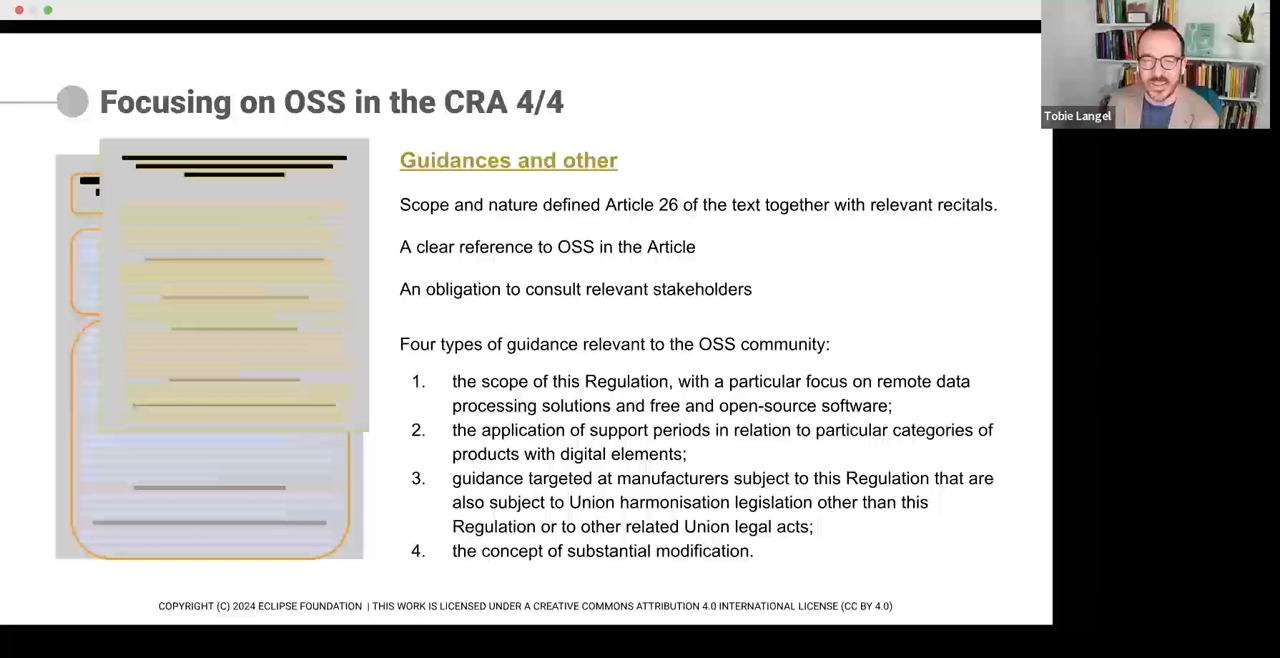 Focusing on OSS in the CRA 4/4
Tobie Langel
Guidances and other
Scope and nature defined Article 26 of the text together with relevant recitals.
A clear reference to OSS in the Article
An obligation to consult relevant stakeholders
Four types of guidance relevant to the OSS community:
1. the scope of this Regulation, with a particular focus on remote data
processing solutions and free and open-source software;
2. the application of support periods in relation to particular categories of
products with digital elements;
3. guidance targeted at manufacturers subject to this Regulation that are
also subject to Union harmonisation legislation other than this
Regulation or to other related Union legal acts;
4. the concept of substantial modification.
COPYRIGHT (C) 2024 ECLIPSE FOUNDATION | THIS WORK IS LICENSED UNDER A CREATIVE COMMONS ATTRIBUTION 4.0 INTERNATIONAL LICENSE (CC BY 4.0)